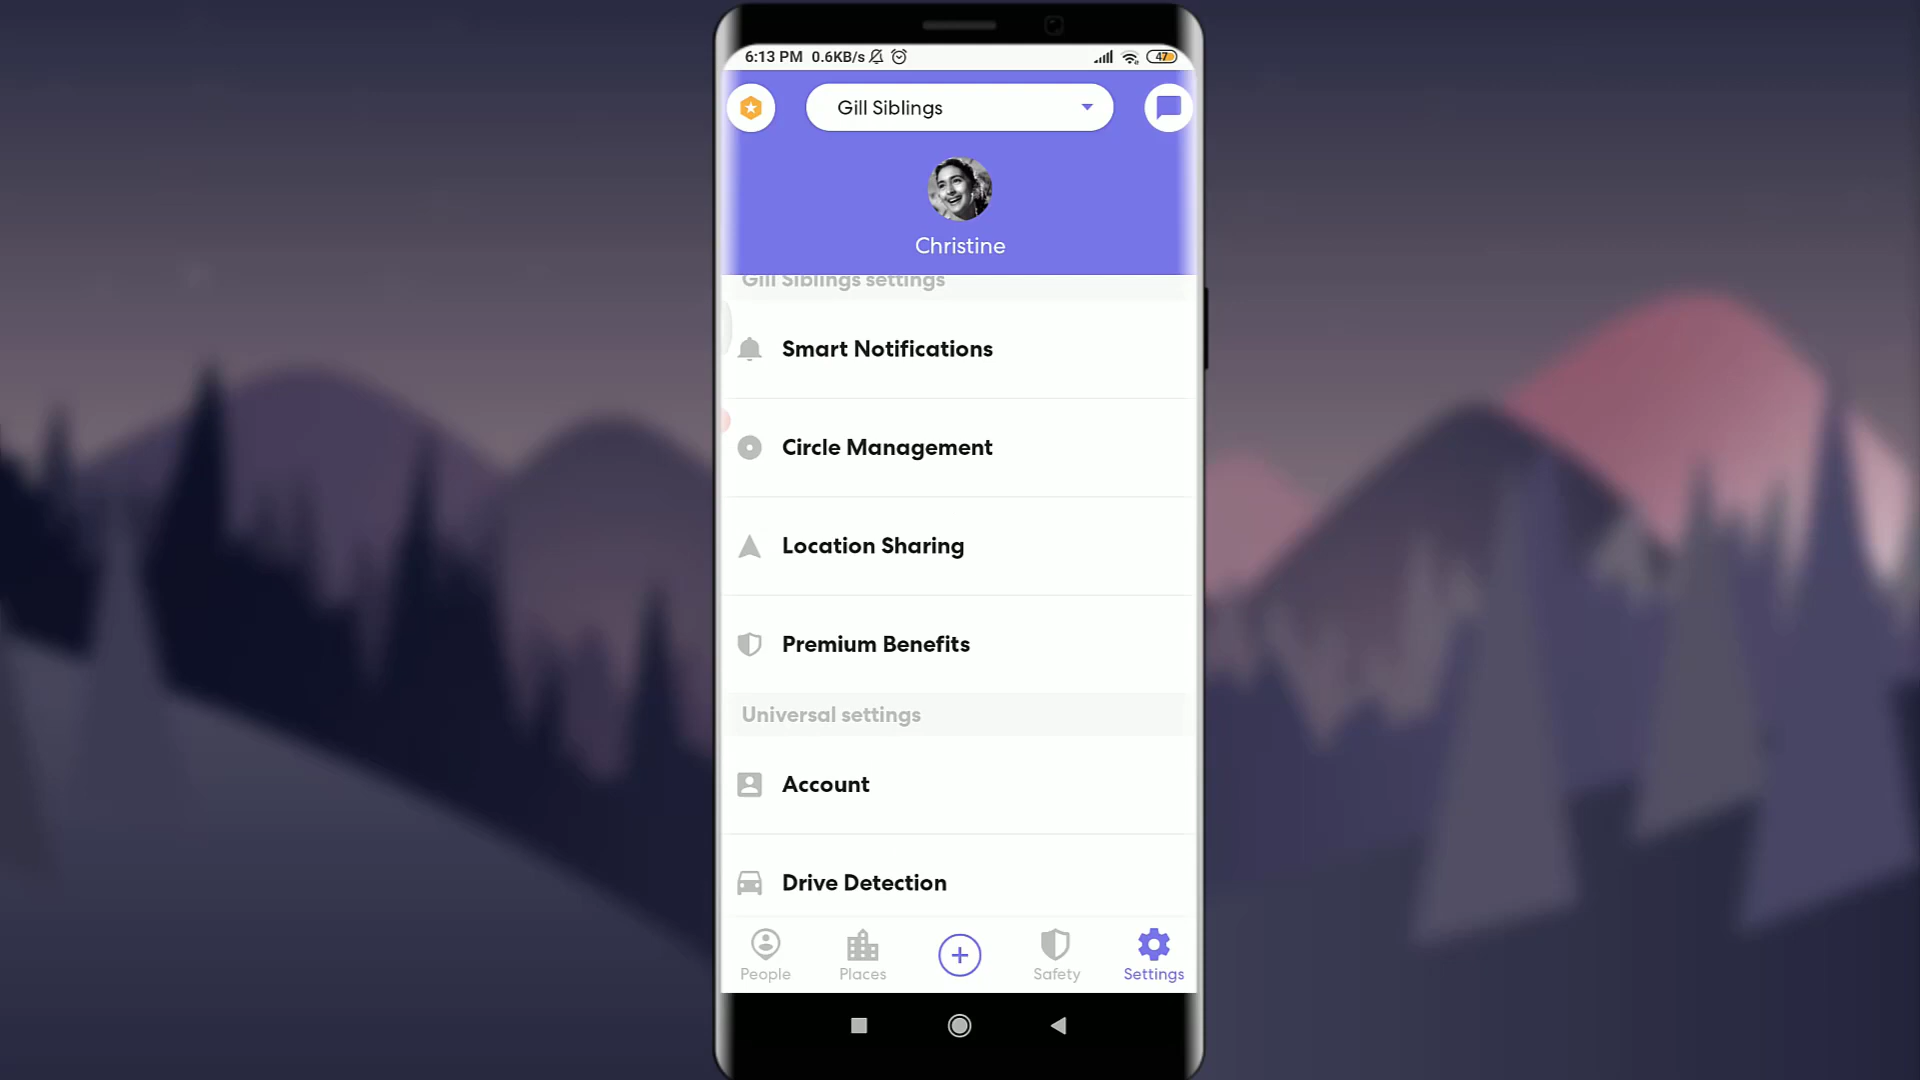 6:13 PM 0.6KB/s 47
Gill Siblings
Christine
Gill Siblings settings
Smart Notifications
Circle Management
Location Sharing
Premium Benefits
Universal settings
Account
Drive Detection
People Places Safety Settings